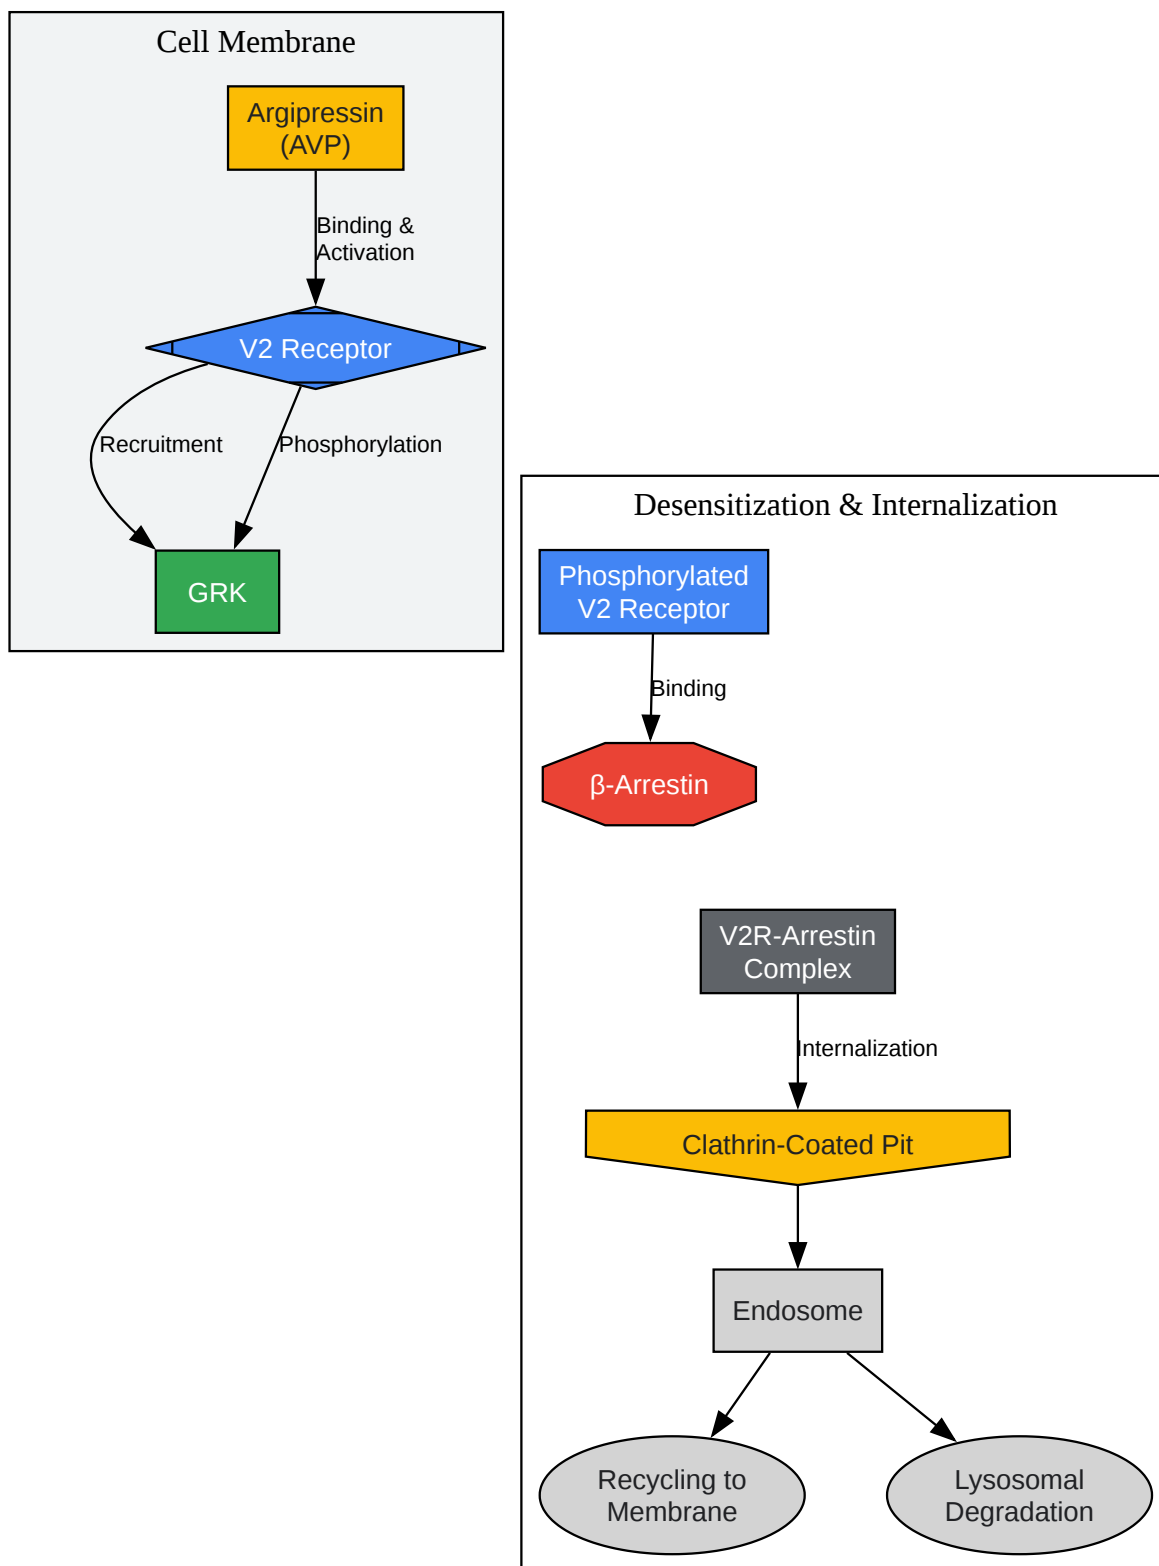 Cell Membrane
Argipressin
(AVP)
Binding &
Activation
V2 Receptor
Recruitment
Phosphorylation
GRK
Desensitization & Internalization
Phosphorylated
V2 Receptor
Binding
β-Arrestin
V2R-Arrestin
Complex
Internalization
Clathrin-Coated Pit
Endosome
Recycling to
Membrane
Lysosomal
Degradation